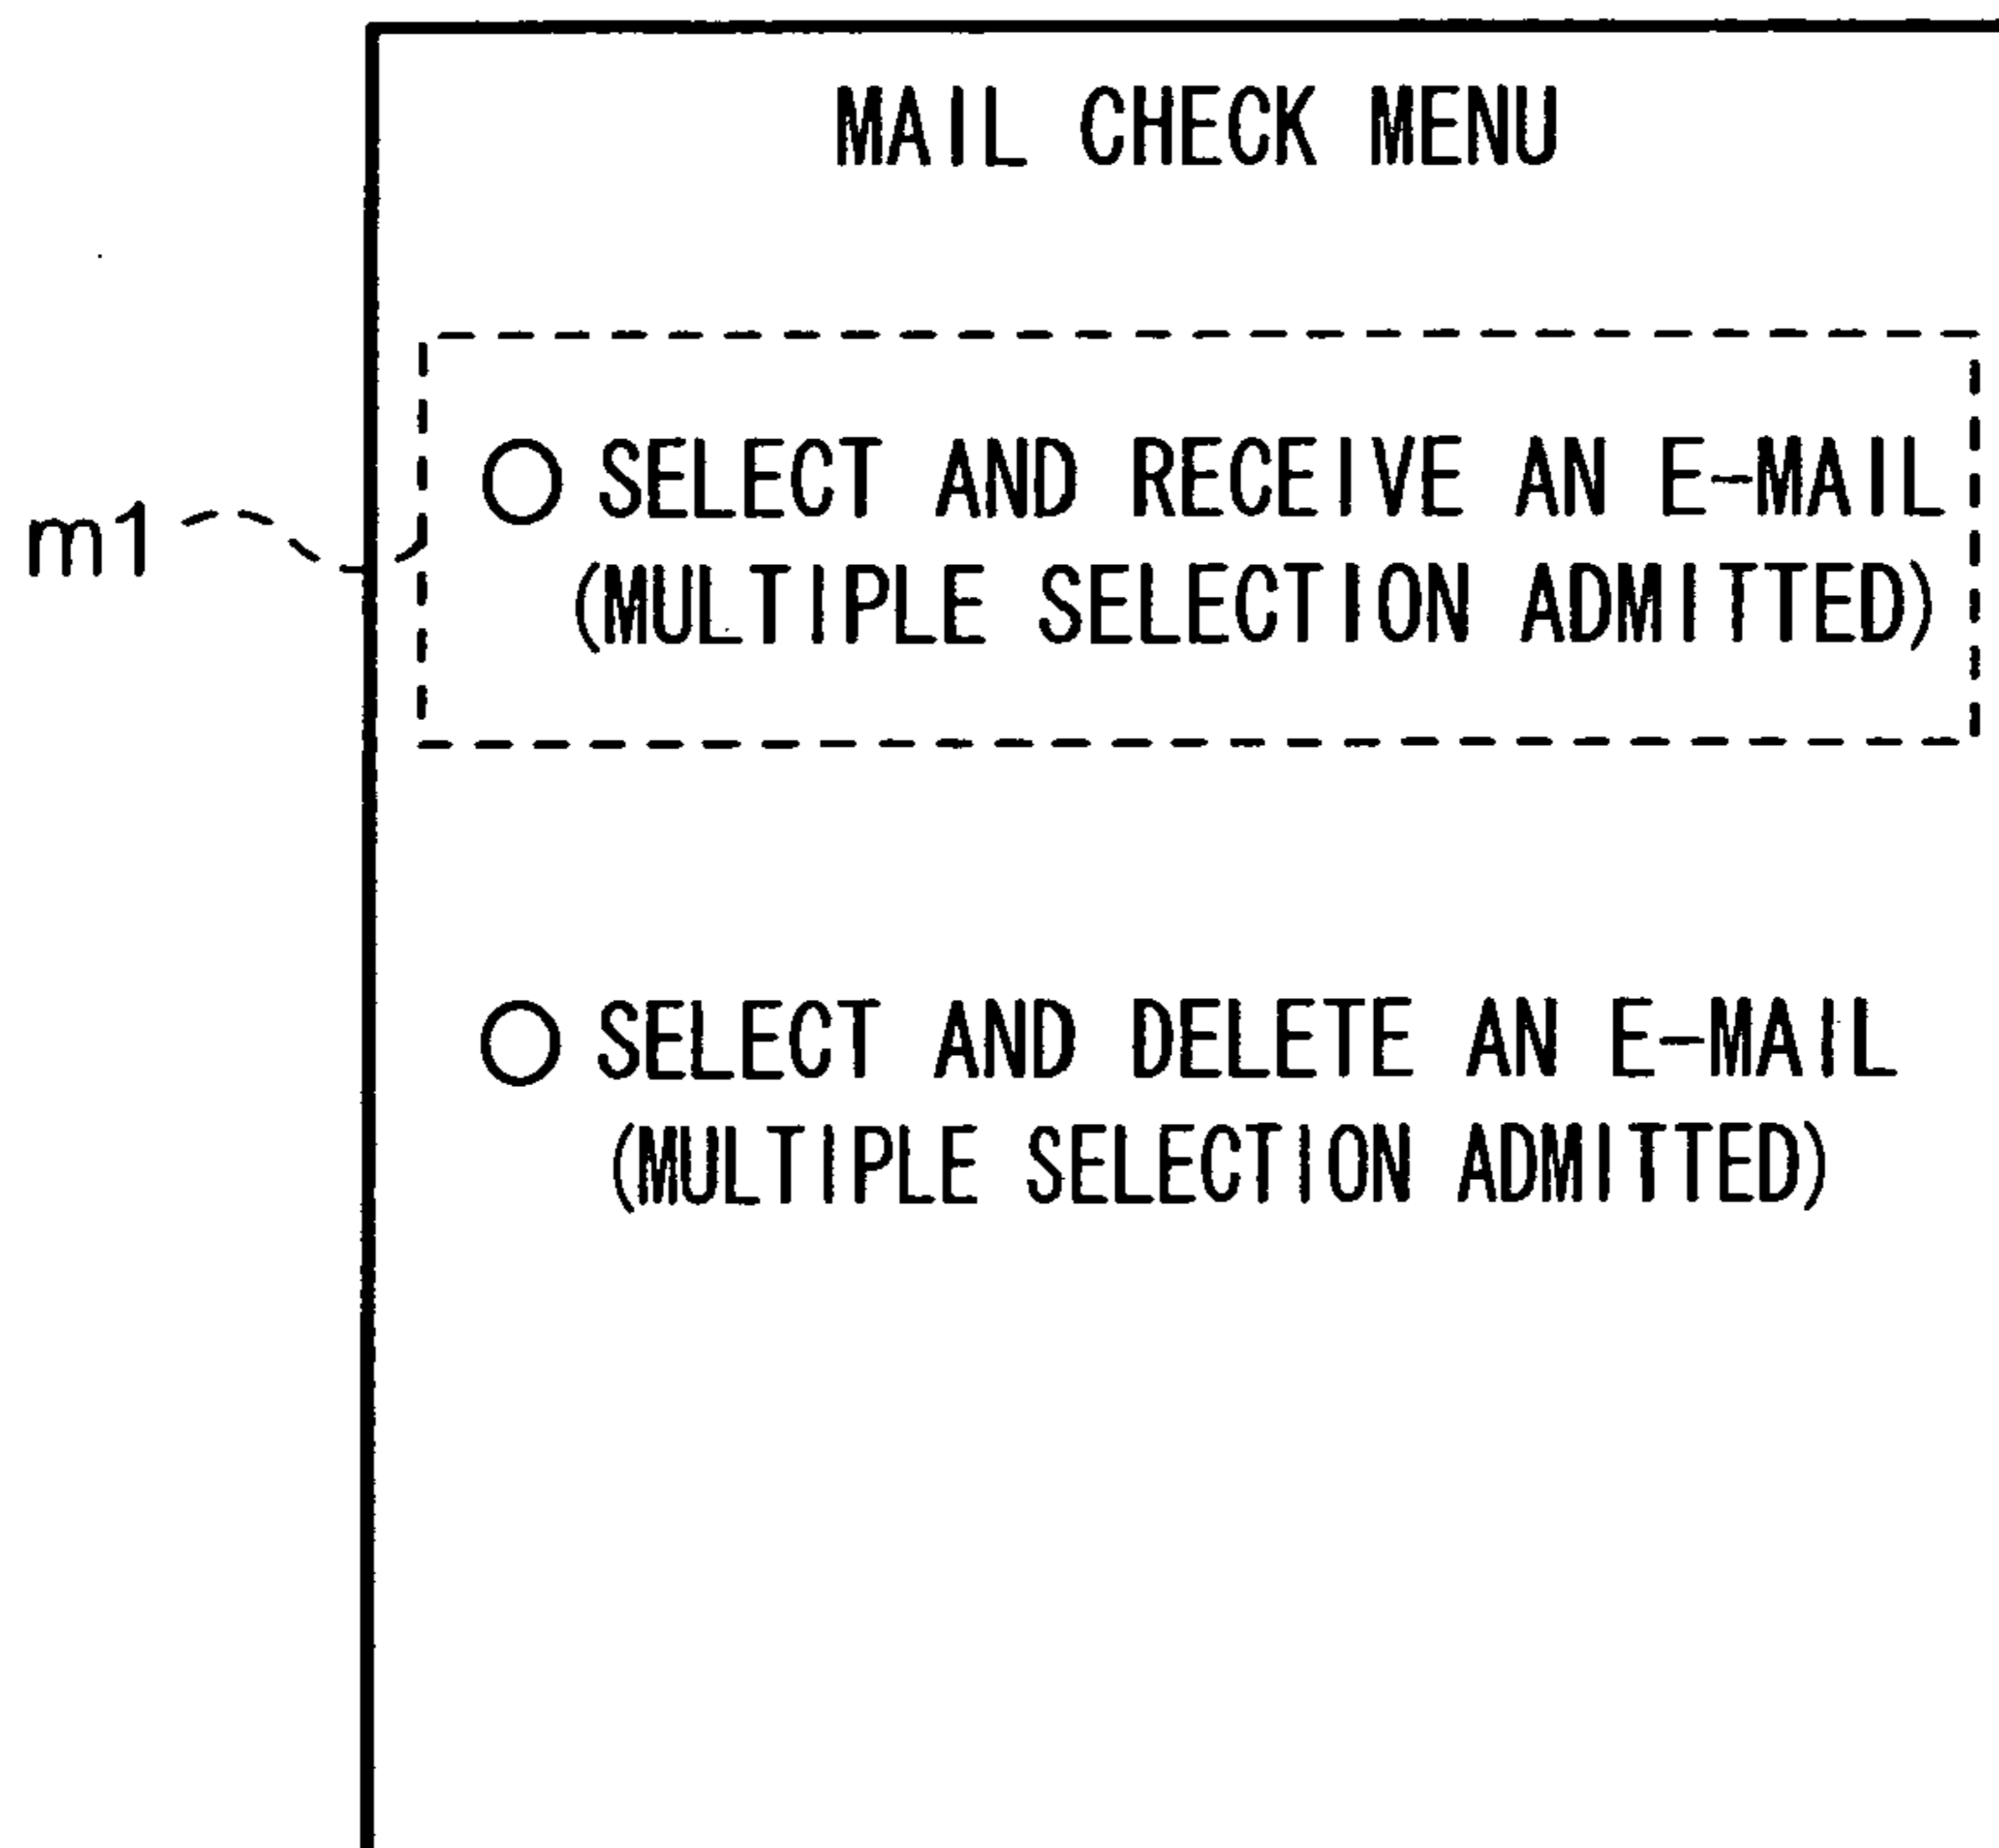 MAIL CHECK MENU
○ SELECT AND RECEIVE AN E-MAIL
(MULTIPLE SELECTION ADMITTED)
m1
○ SELECT AND DELETE AN E-MAIL
(MULTIPLE SELECTION ADMITTED)